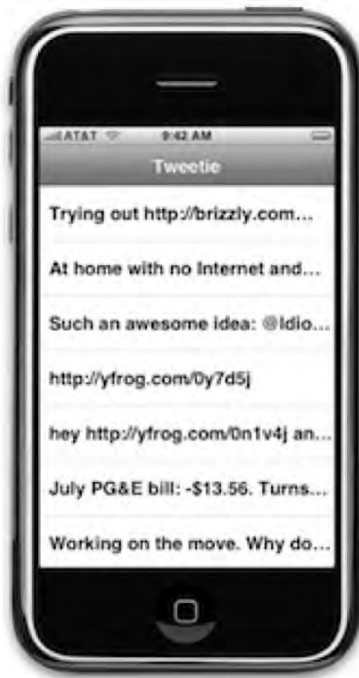 AT&T 9:42 AM
Tweetie
Trying out http://brizzly.com...
At home with no Internet and...
Such an awesome idea: @Idio...
http://yfrog.com/0y7d5j
hey http://yfrog.com/0n1v4j an...
July PG&E bill: -$13.56. Turns...
Working on the move. Why do...